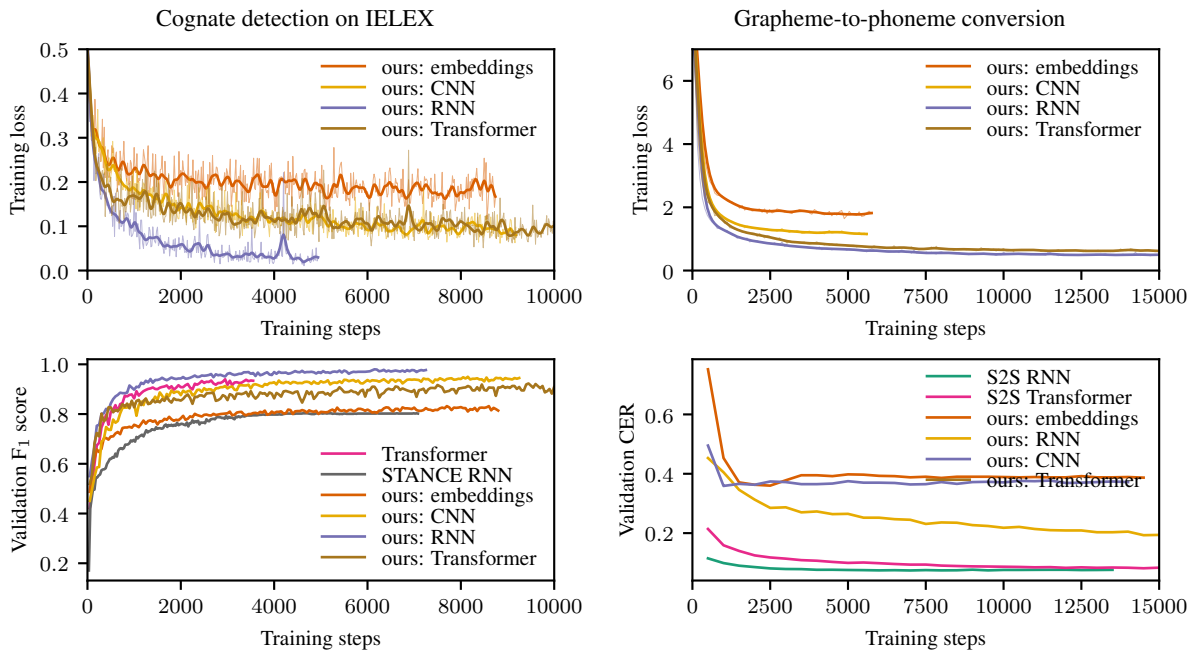 Cognate detection on IELEX
Grapheme-to-phoneme conversion
Training loss
0.5
0.4
0.3
0.2
0.1
0.0
ours: embeddings
ours: CNN
ours: RNN
ours: Transformer
0 2000 4000 6000 8000 10000
Training steps
Training loss
6
4
2
0
ours: embeddings
ours: CNN
ours: RNN
ours: Transformer
0 2500 5000 7500 10000 12500 15000
Training steps
Validation F1 score
1.0
0.8
0.6
0.4
0.2
Transformer
STANCE RNN
ours: embeddings
ours: CNN
ours: RNN
ours: Transformer
0 2000 4000 6000 8000 10000
Training steps
Validation CER
0.6
0.4
0.2
S2S RNN
S2S Transformer
ours: embeddings
ours: RNN
ours: CNN
ours: Transformer
0 2500 5000 7500 10000 12500 15000
Training steps